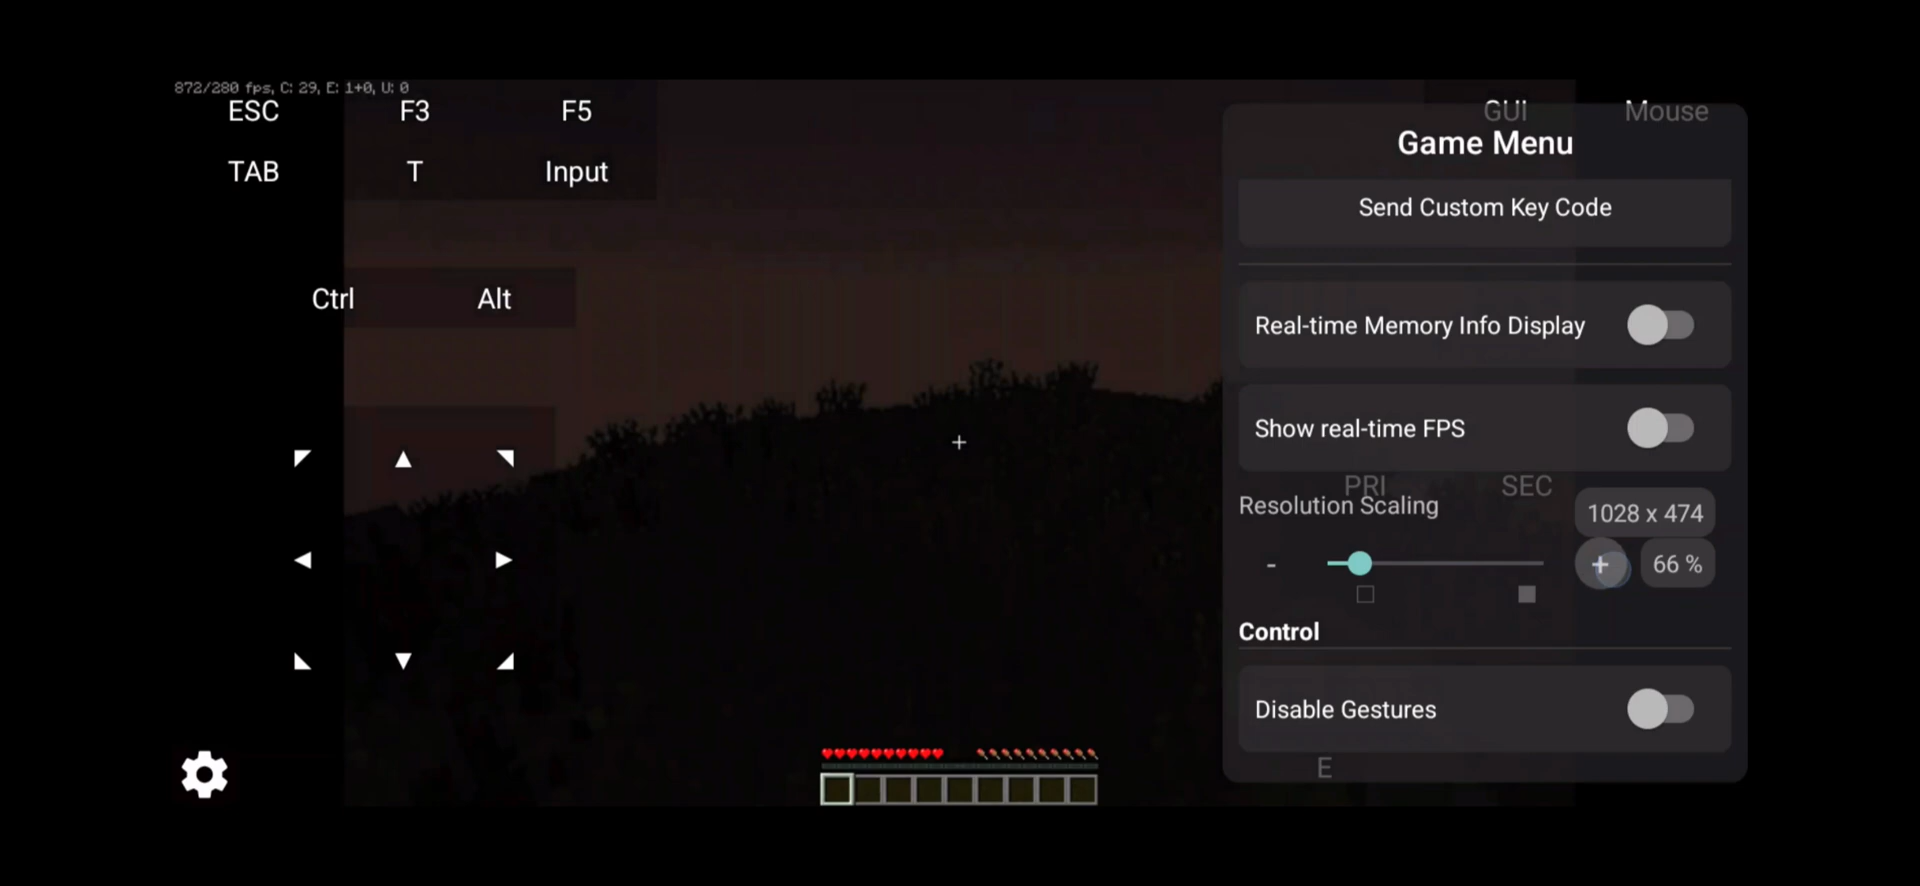 872/280 fps, C: 29, E: 1+0, U: 0
ESC F3 F5
TAB T Input
Ctrl Alt
GUI Mouse
Game Menu
Send Custom Key Code
Real-time Memory Info Display
Show real-time FPS
PRI SEC
Resolution Scaling
1028 x 474
- + 66 %
Control
Disable Gestures
E